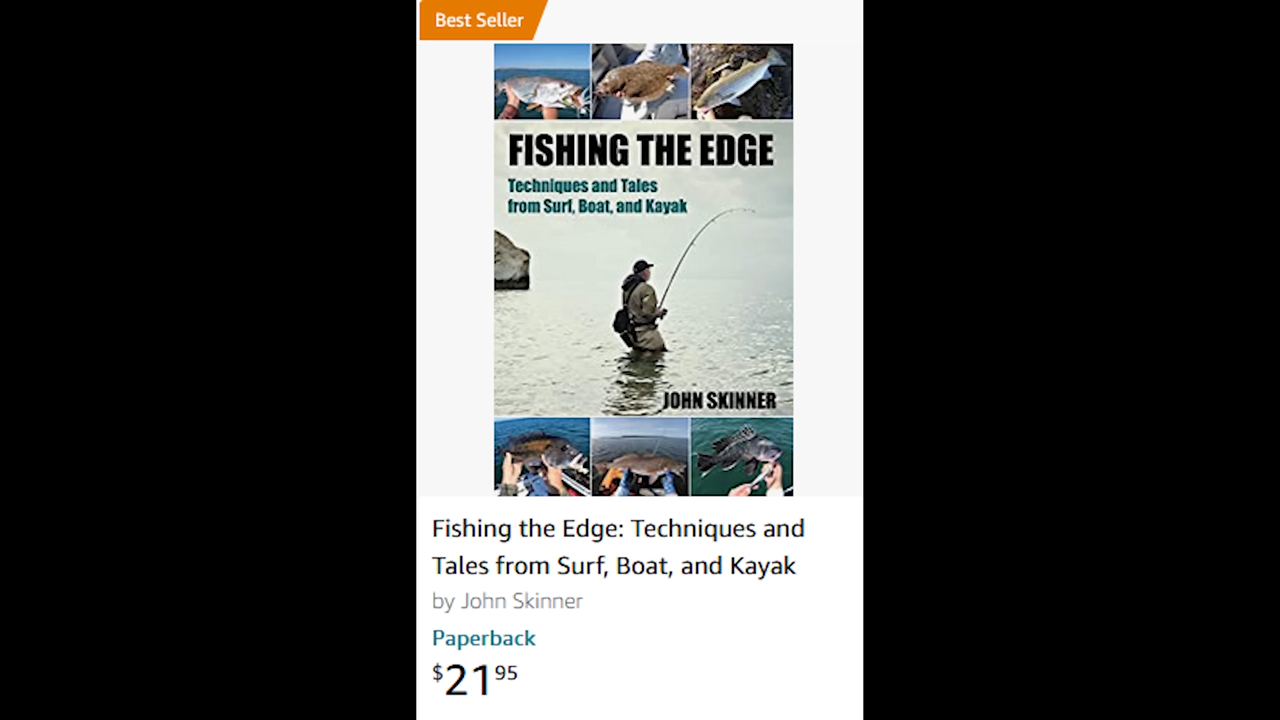 Best Seller
FISHING THE EDGE
Techniques and Tales
from Surf, Boat, and Kayak
JOHN SKINNER
Fishing the Edge: Techniques and
Tales from Surf, Boat, and Kayak
by John Skinner
Paperback
$21 95